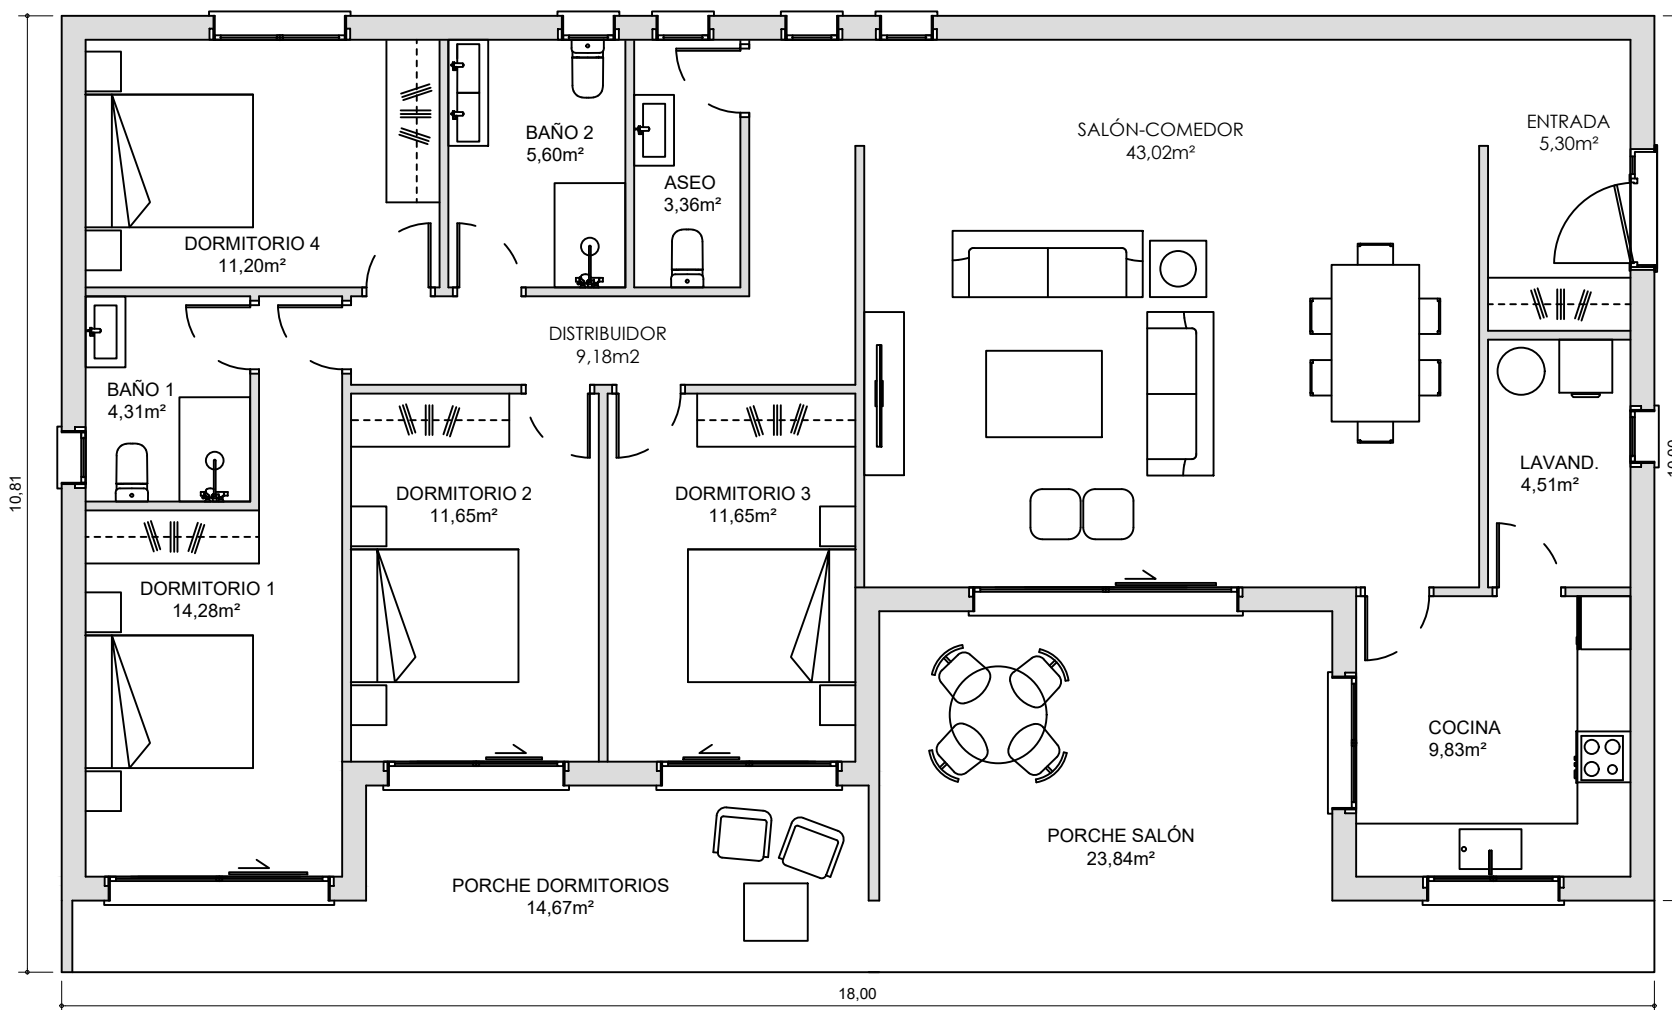 BAÑO 2
5,60m²
SALÓN-COMEDOR
43,02m²
ENTRADA
5,30m²
ASEO
3,36m²
DORMITORIO 4
11,20m²
DISTRIBUIDOR
9,18m2
BAÑO 1
4,31m²
LAVAND.
4,51m²
10,81
DORMITORIO 2
11,65m²
DORMITORIO 3
11,65m²
DORMITORIO 1
14,28m²
COCINA
9,83m²
PORCHE SALÓN
23,84m²
PORCHE DORMITORIOS
14,67m²
18,00